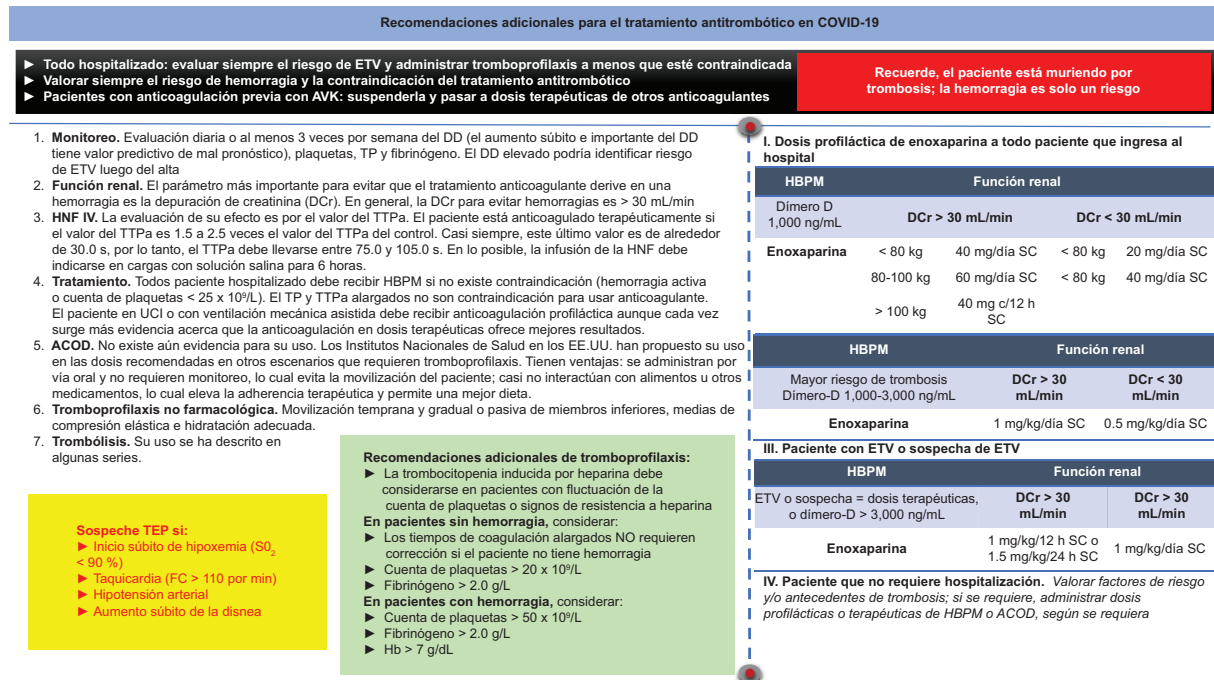 Recomendaciones adicionales para el tratamiento antitrombótico en COVID-19
► Todo hospitalizado: evaluar siempre el riesgo de ETV y administrar tromboprofilaxis a menos que esté contraindicada
► Valorar siempre el riesgo de hemorragia y la contraindicación del tratamiento antitrombótico
► Pacientes con anticoagulación previa con AVK: suspenderla y pasar a dosis terapéuticas de otros anticoagulantes
Recuerde, el paciente está muriendo por
trombosis; la hemorragia es solo un riesgo
1. Monitoreo. Evaluación diaria o al menos 3 veces por semana del DD (el aumento súbito e importante del DD
tiene valor predictivo de mal pronóstico), plaquetas, TP y fibrinógeno. El DD elevado podría identificar riesgo
de ETV luego del alta
2. Función renal. El parámetro más importante para evitar que el tratamiento anticoagulante derive en una
hemorragia es la depuración de creatinina (DCr). En general, la DCr para evitar hemorragias es > 30 mL/min
3. HNF IV. La evaluación de su efecto es por el valor del TTPa. El paciente está anticoagulado terapéuticamente si
el valor del TTPa es 1.5 a 2.5 veces el valor del TTPa del control. Casi siempre, este último valor es de alrededor
de 30.0 s, por lo tanto, el TTPa debe llevarse entre 75.0 y 105.0 s. En lo posible, la infusión de la HNF debe
indicarse en cargas con solución salina para 6 horas.
4. Tratamiento. Todos paciente hospitalizado debe recibir HBPM si no existe contraindicación (hemorragia activa
o cuenta de plaquetas < 25 x 10⁹/L). El TP y TTPa alargados no son contraindicación para usar anticoagulante.
El paciente en UCI o con ventilación mecánica asistida debe recibir anticoagulación profiláctica aunque cada vez
surge más evidencia acerca que la anticoagulación en dosis terapéuticas ofrece mejores resultados.
5. ACOD. No existe aún evidencia para su uso. Los Institutos Nacionales de Salud en los EE.UU. han propuesto su uso
en las dosis recomendadas en otros escenarios que requieren tromboprofilaxis. Tienen ventajas: se administran por
vía oral y no requieren monitoreo, lo cual evita la movilización del paciente; casi no interactúan con alimentos u otros
medicamentos, lo cual eleva la adherencia terapéutica y permite una mejor dieta.
6. Tromboprofilaxis no farmacológica. Movilización temprana y gradual o pasiva de miembros inferiores, medias de
compresión elástica e hidratación adecuada.
7. Trombólisis. Su uso se ha descrito en
algunas series.
Sospeche TEP si:
► Inicio súbito de hipoxemia (S0₂
< 90 %)
► Taquicardia (FC > 110 por min)
► Hipotensión arterial
► Aumento súbito de la disnea
Recomendaciones adicionales de tromboprofilaxis:
► La trombocitopenia inducida por heparina debe
considerarse en pacientes con fluctuación de la
cuenta de plaquetas o signos de resistencia a heparina
En pacientes sin hemorragia, considerar:
► Los tiempos de coagulación alargados NO requieren
corrección si el paciente no tiene hemorragia
► Cuenta de plaquetas > 20 x 10⁹/L
► Fibrinógeno > 2.0 g/L
En pacientes con hemorragia, considerar:
► Cuenta de plaquetas > 50 x 10⁹/L
► Fibrinógeno > 2.0 g/L
► Hb > 7 g/dL
I. Dosis profiláctica de enoxaparina a todo paciente que ingresa al
hospital
HBPM Función renal
Dímero D
1,000 ng/mL DCr > 30 mL/min DCr < 30 mL/min
Enoxaparina < 80 kg 40 mg/día SC < 80 kg 20 mg/día SC
80-100 kg 60 mg/día SC < 80 kg 40 mg/día SC
> 100 kg 40 mg c/12 h
SC
HBPM Función renal
Mayor riesgo de trombosis DCr > 30 DCr < 30
Dímero-D 1,000-3,000 ng/mL mL/min mL/min
Enoxaparina 1 mg/kg/día SC 0.5 mg/kg/día SC
III. Paciente con ETV o sospecha de ETV
HBPM Función renal
ETV o sospecha = dosis terapéuticas, DCr > 30 DCr > 30
o dímero-D > 3,000 ng/mL mL/min mL/min
Enoxaparina 1 mg/kg/12 h SC o 1 mg/kg/día SC
1.5 mg/kg/24 h SC
IV. Paciente que no requiere hospitalización. Valorar factores de riesgo
y/o antecedentes de trombosis; si se requiere, administrar dosis
profilácticas o terapéuticas de HBPM o ACOD, según se requiera